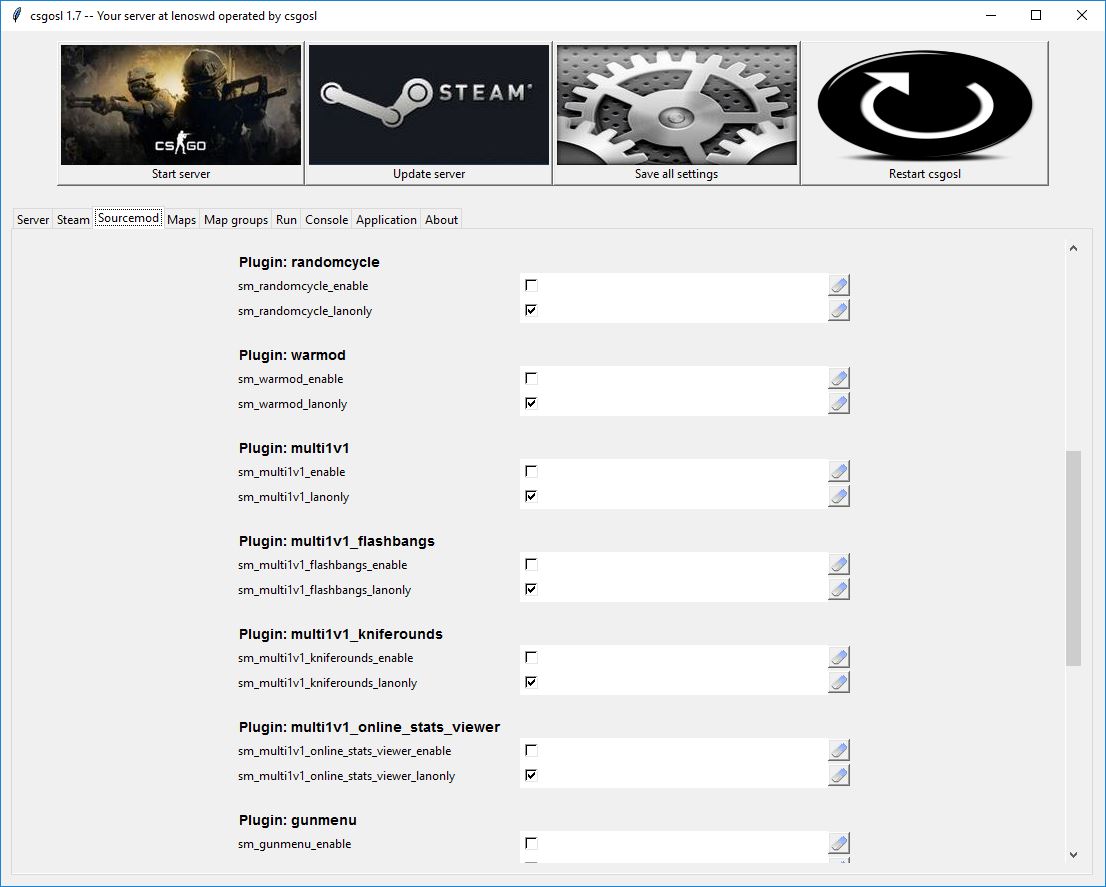 csgosl 1.7 -- Your server at lenoswd operated by csgosl
CS GO
STEAM
Start server
Update server
Save all settings
Restart csgosl
Server Steam Sourcemod Maps Map groups Run Console Application About
Plugin: randomcycle
sm_randomcycle_enable
sm_randomcycle_lanonly
Plugin: warmod
sm_warmod_enable
sm_warmod_lanonly
Plugin: multi1v1
sm_multi1v1_enable
sm_multi1v1_lanonly
Plugin: multi1v1_flashbangs
sm_multi1v1_flashbangs_enable
sm_multi1v1_flashbangs_lanonly
Plugin: multi1v1_kniferounds
sm_multi1v1_kniferounds_enable
sm_multi1v1_kniferounds_lanonly
Plugin: multi1v1_online_stats_viewer
sm_multi1v1_online_stats_viewer_enable
sm_multi1v1_online_stats_viewer_lanonly
Plugin: gunmenu
sm_gunmenu_enable